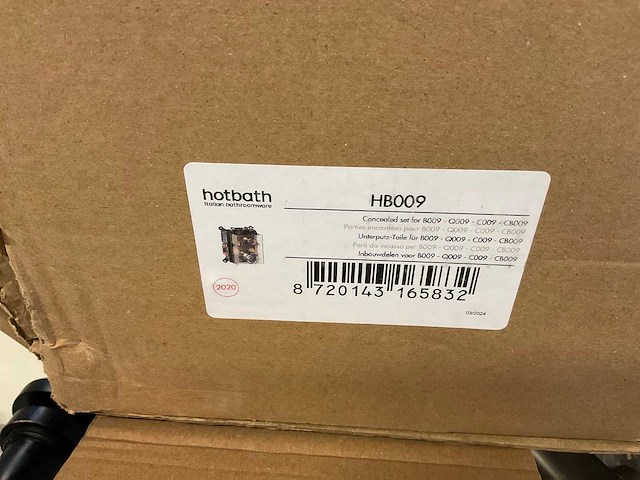 hotbath
Italian bathroomware
HB009
Concealed set for B009 - Q009 - C009 - CB009
Parties encastrées pour B009 - Q009 - C009 - CB009
Unterputz-Teile für B009 - Q009 - C009 - CB009
Parti da incasso per B009 - Q009 - C009 - CB009
Inbouwdelen voor B009 - Q009 - C009 - CB009
2020
8 720143 165832
03/2024